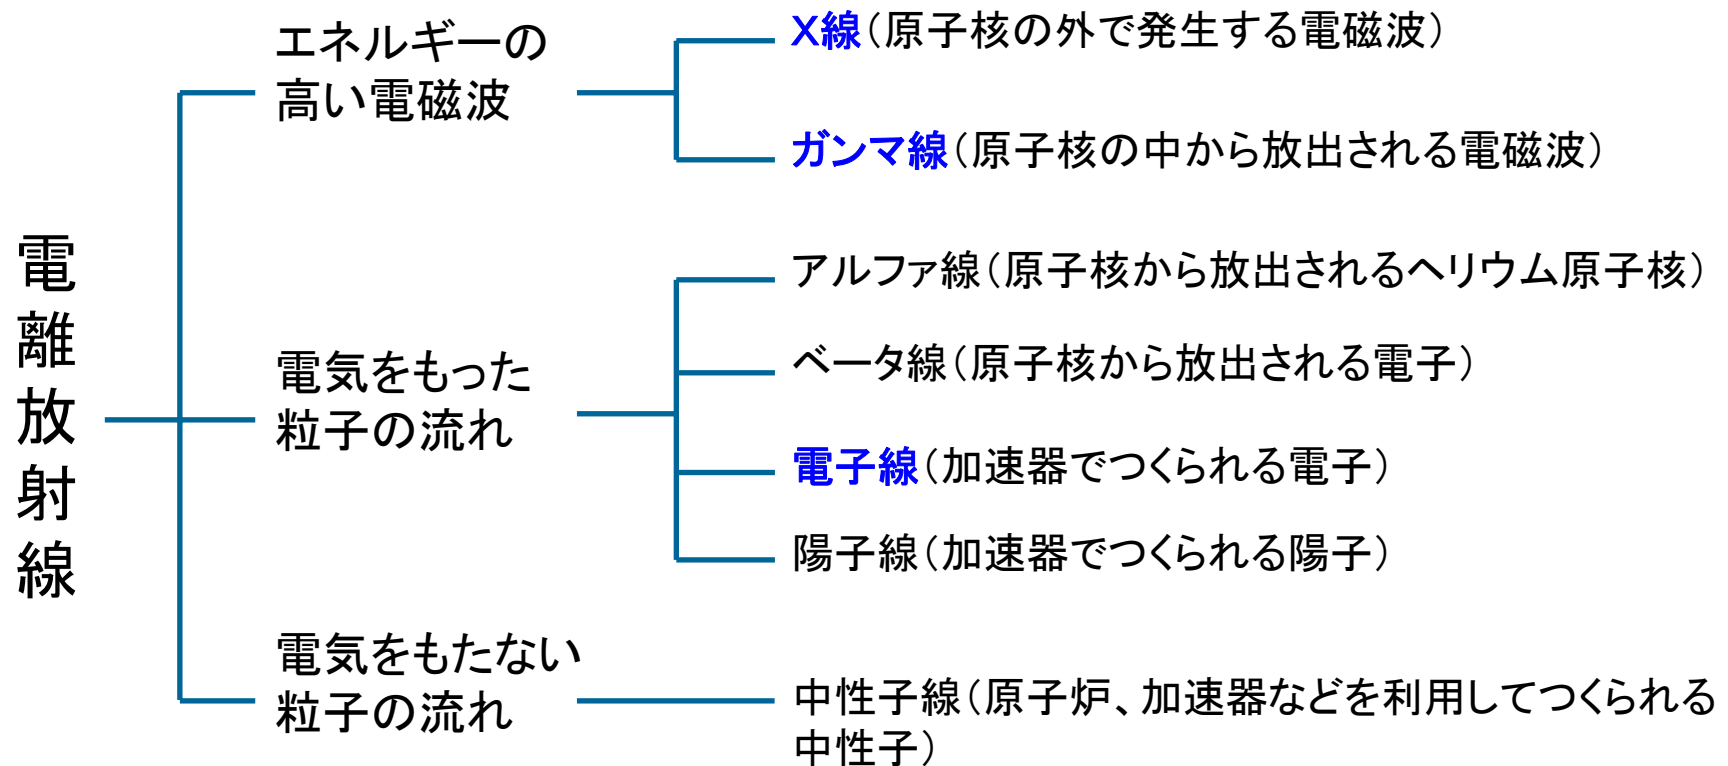 電離放射線
エネルギーの
高い電磁波
X線（原子核の外で発生する電磁波）
ガンマ線（原子核の中から放出される電磁波）
電気をもった
粒子の流れ
アルファ線（原子核から放出されるヘリウム原子核）
ベータ線（原子核から放出される電子）
電子線（加速器でつくられる電子）
陽子線（加速器でつくられる陽子）
電気をもたない
粒子の流れ
中性子線（原子炉、加速器などを利用してつくられる
中性子）